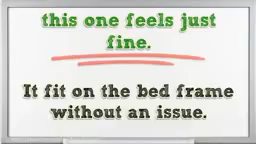 this one feels just
fine.
It fit on the bed frame
without an issue.